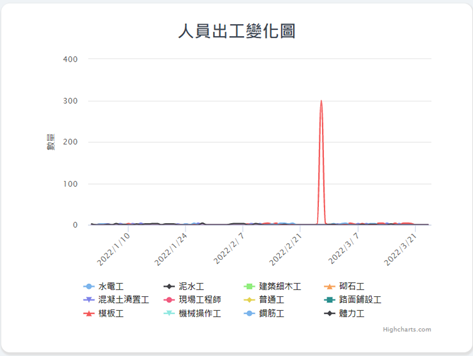 人員出工變化圖
400
300
200
100
0
數量
2022/1/10
2022/1/24
2022/2/7
2022/2/21
2022/3/7
2022/3/21
水電工
泥水工
建築細木工
砌石工
混凝土澆置工
現場工程師
普通工
路面鋪設工
模板工
機械操作工
鋼筋工
雜力工
Highcharts.com